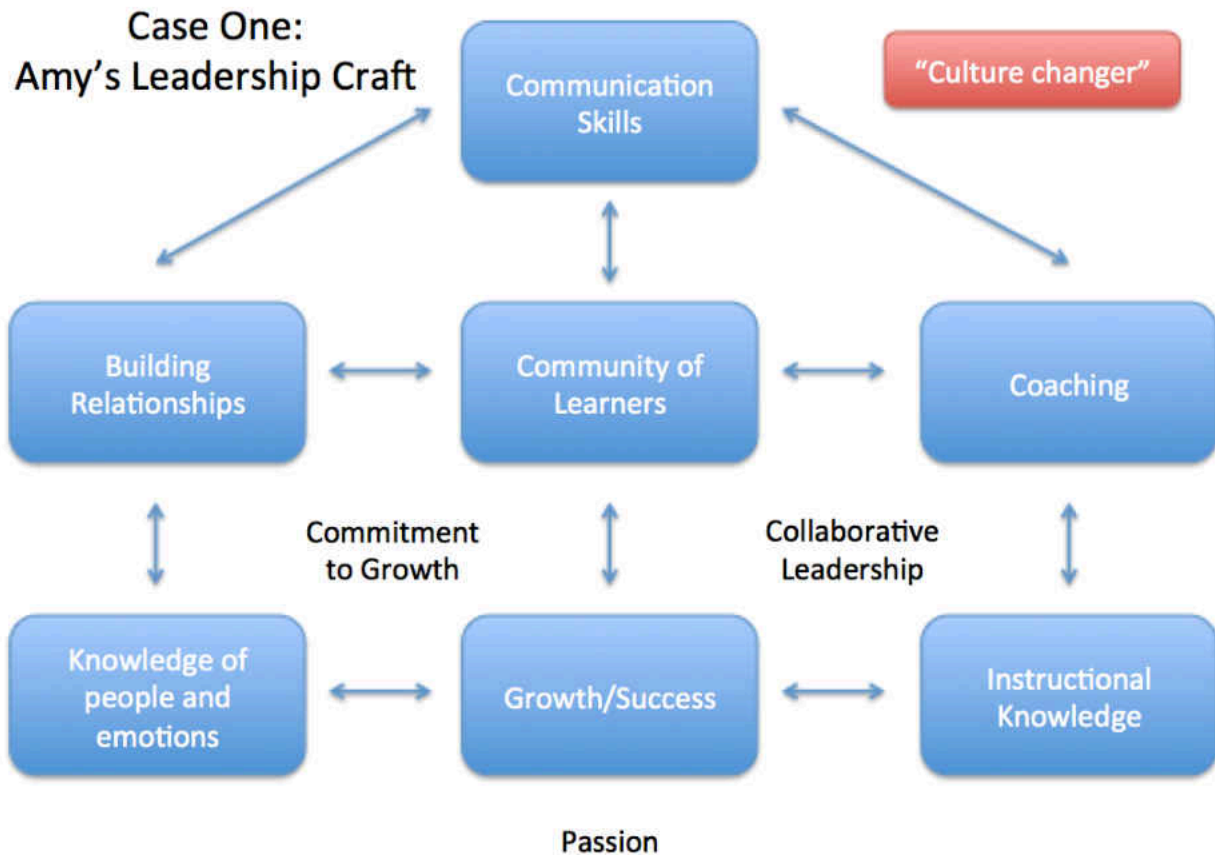 Case One:
Amy's Leadership Craft
Communication
Skills
“Culture changer”
Building
Relationships
Community of
Learners
Coaching
Commitment
to Growth
Collaborative
Leadership
Knowledge of
people and
emotions
Growth/Success
Instructional
Knowledge
Passion